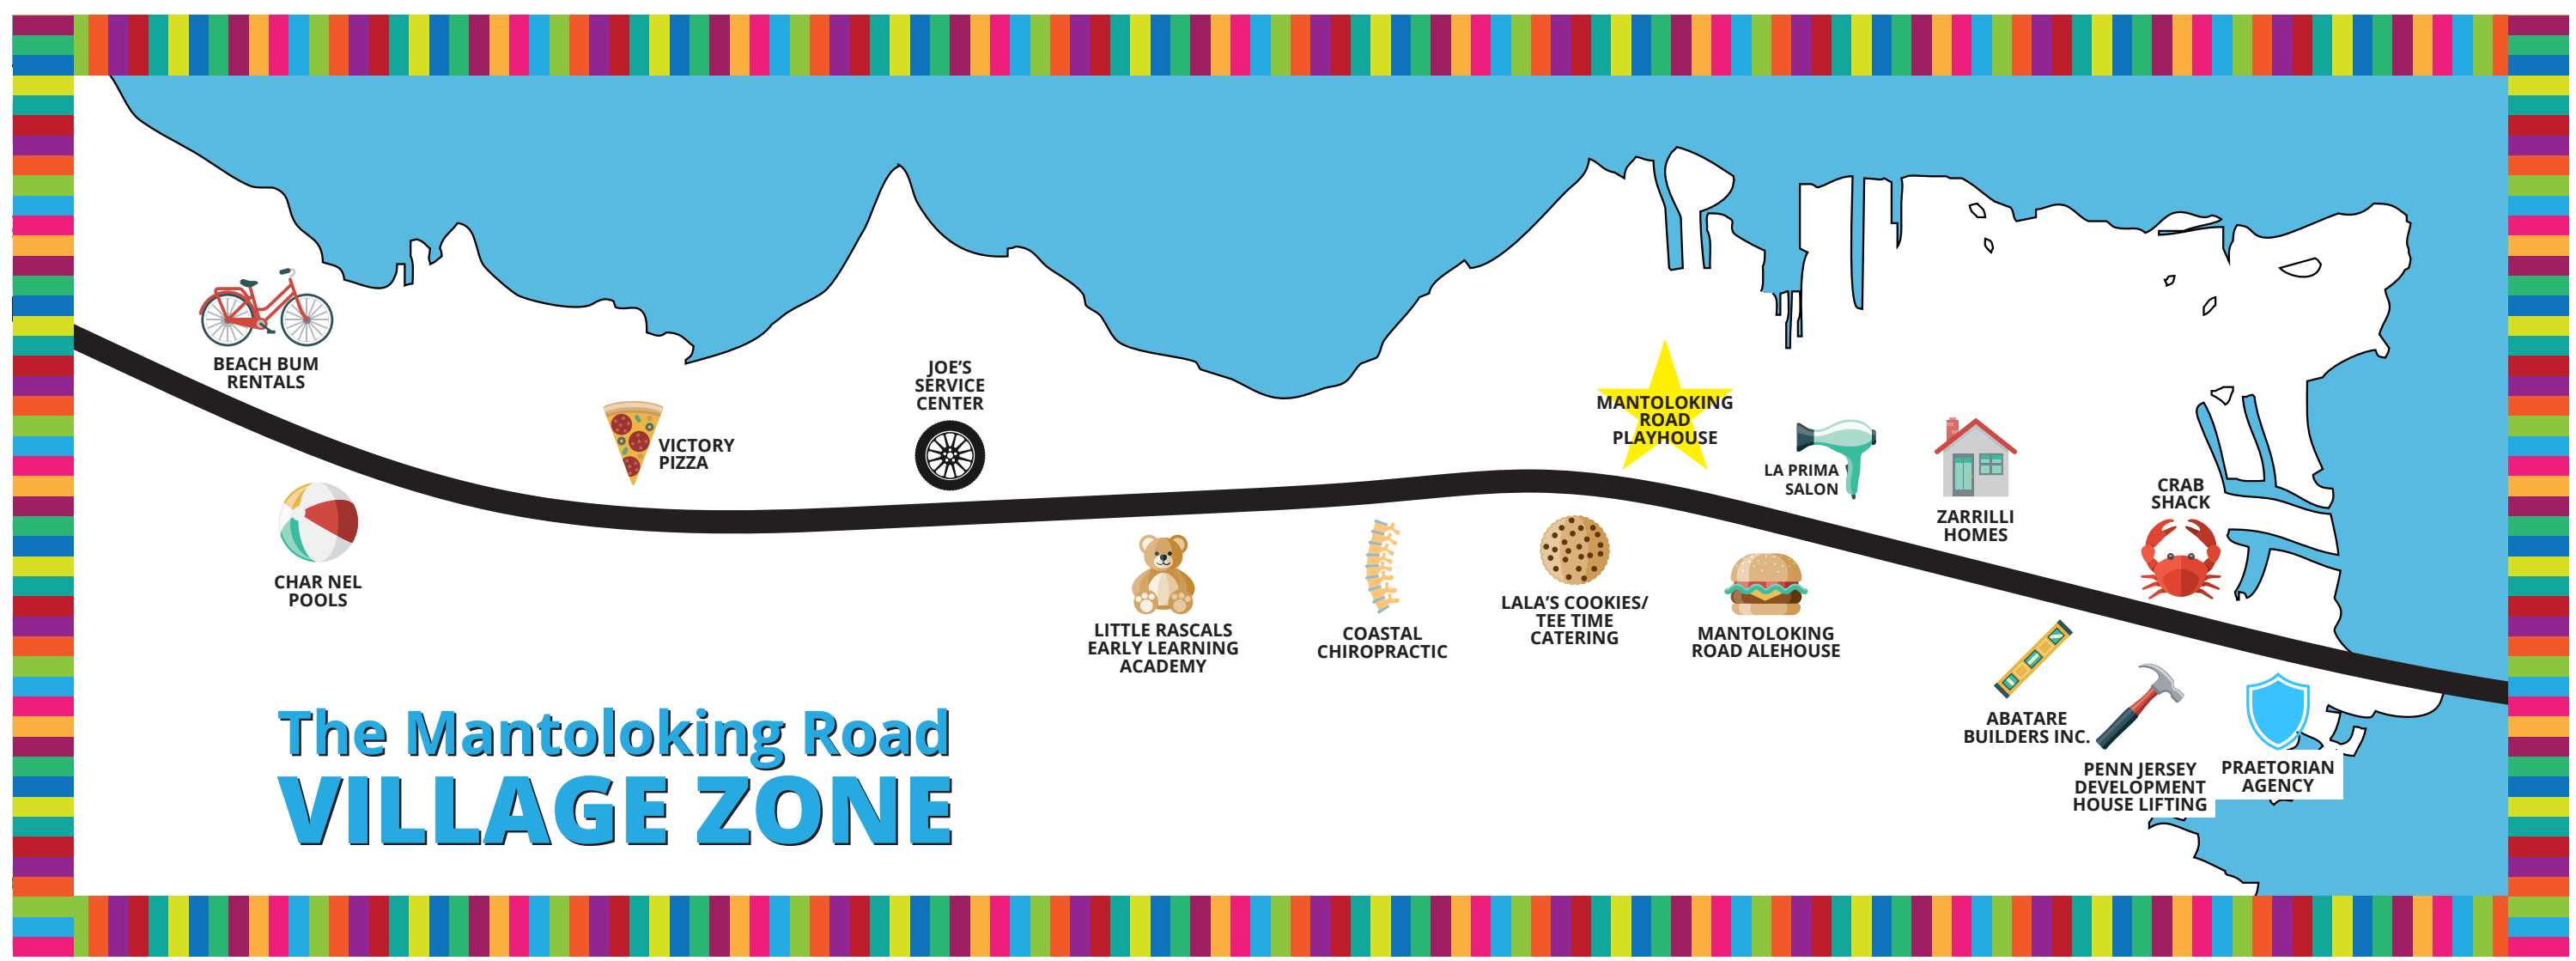 BEACH BUM
RENTALS
CHAR NEL
POOLS
VICTORY
PIZZA
JOE'S
SERVICE
CENTER
LITTLE RASCALS
EARLY LEARNING
ACADEMY
COASTAL
CHIROPRACTIC
LALA'S COOKIES/
TEE TIME
CATERING
MANTOLOKING
ROAD
PLAYHOUSE
MANTOLOKING
ROAD ALEHOUSE
LA PRIMA
SALON
ZARRILLI
HOMES
CRAB
SHACK
ABATARE
BUILDERS INC.
PENN JERSEY
DEVELOPMENT
HOUSE LIFTING
PRAETORIAN
AGENCY
The Mantoloking Road
VILLAGE ZONE